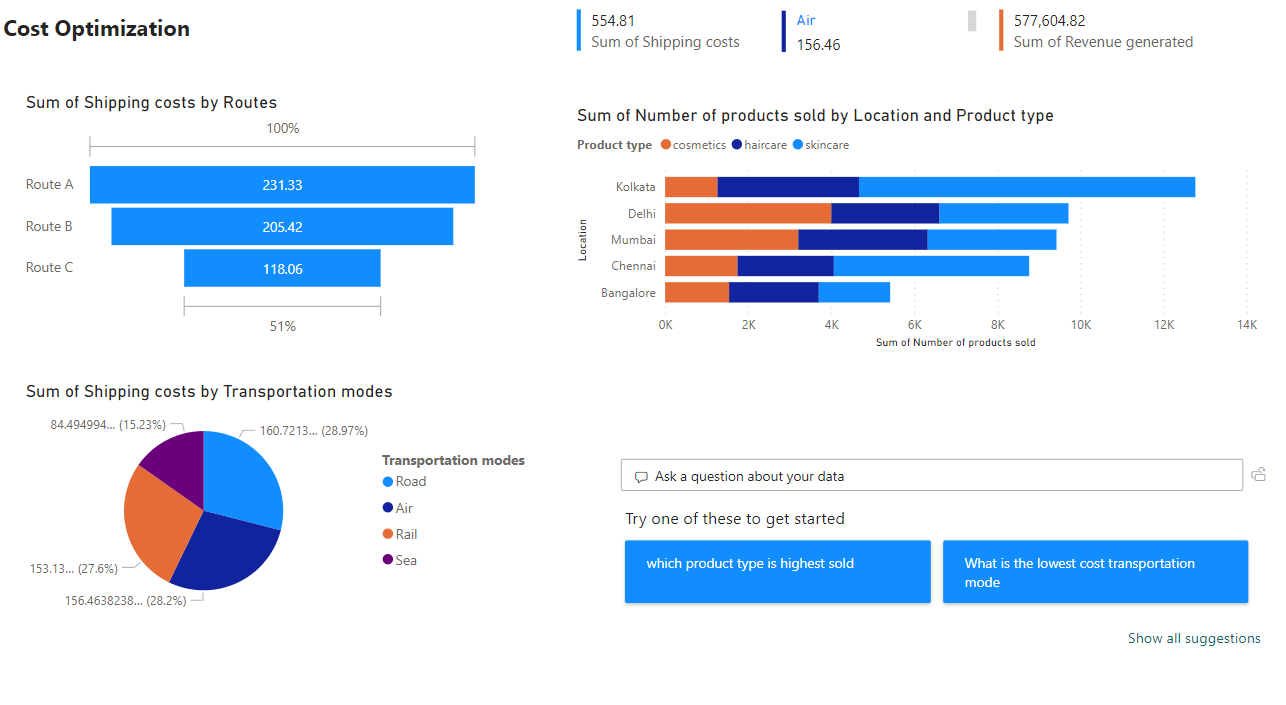 Cost Optimization
554.81
Sum of Shipping costs
Air
156.46
577,604.82
Sum of Revenue generated
Sum of Shipping costs by Routes
100%
Route A
231.33
Route B
205.42
Route C
118.06
51%
Sum of Number of products sold by Location and Product type
Product type cosmetics haircare skincare
Location
Kolkata
Delhi
Mumbai
Chennai
Bangalore
0K 2K 4K 6K 8K 10K 12K 14K
Sum of Number of products sold
Sum of Shipping costs by Transportation modes
84.494994... (15.23%)
160.7213... (28.97%)
153.13... (27.6%)
156.4638238... (28.2%)
Transportation modes
Road
Air
Rail
Sea
Ask a question about your data
Try one of these to get started
which product type is highest sold
What is the lowest cost transportation
mode
Show all suggestions